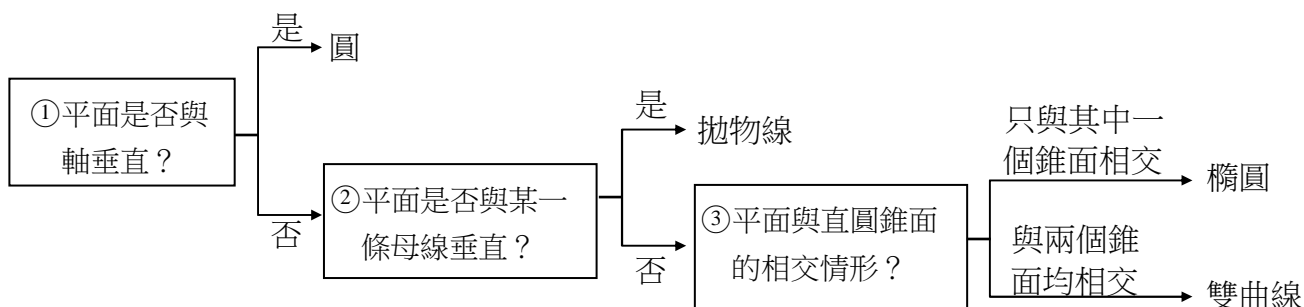 是
圓
①平面是否與
軸垂直？
否
②平面是否與某一
條母線垂直？
是
拋物線
否
③平面與直圓錐面
的相交情形？
只與其中一
個錐面相交
橢圓
與兩個錐
面均相交
雙曲線